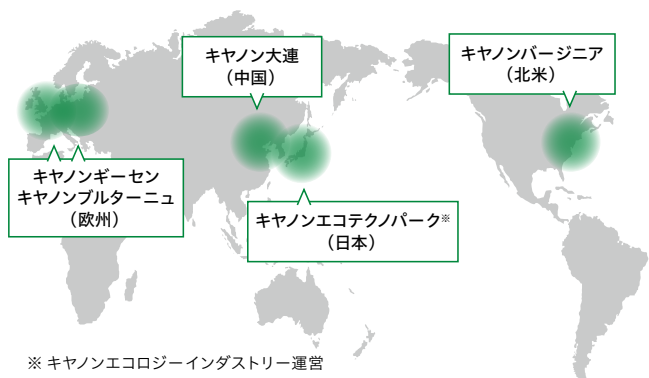 キヤノン大連
（中国）
キヤノンバージニア
（北米）
キヤノンギーセン
キヤノンブルターニュ
（欧州）
キヤノンエコテクノパーク※
（日本）
※ キヤノンエコロジーインダストリー運営